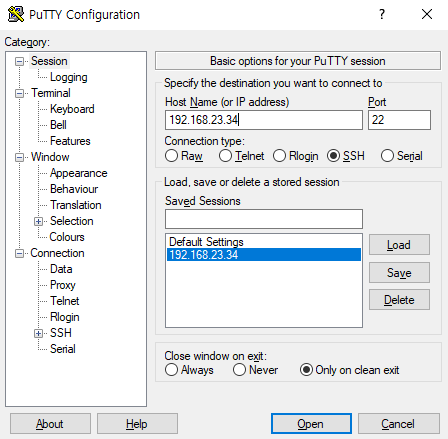 PuTTY Configuration
?
Category:
Session
Logging
Terminal
Keyboard
Bell
Features
Window
Appearance
Behaviour
Translation
Selection
Colours
Connection
Data
Proxy
Telnet
Rlogin
SSH
Serial
Basic options for your PuTTY session
Specify the destination you want to connect to
Host Name (or IP address) Port
192.168.23.34 22
Connection type:
Raw Telnet Rlogin SSH Serial
Load, save or delete a stored session
Saved Sessions
Default Settings
192.168.23.34
Load
Save
Delete
Close window on exit:
Always Never Only on clean exit
About Help Open Cancel